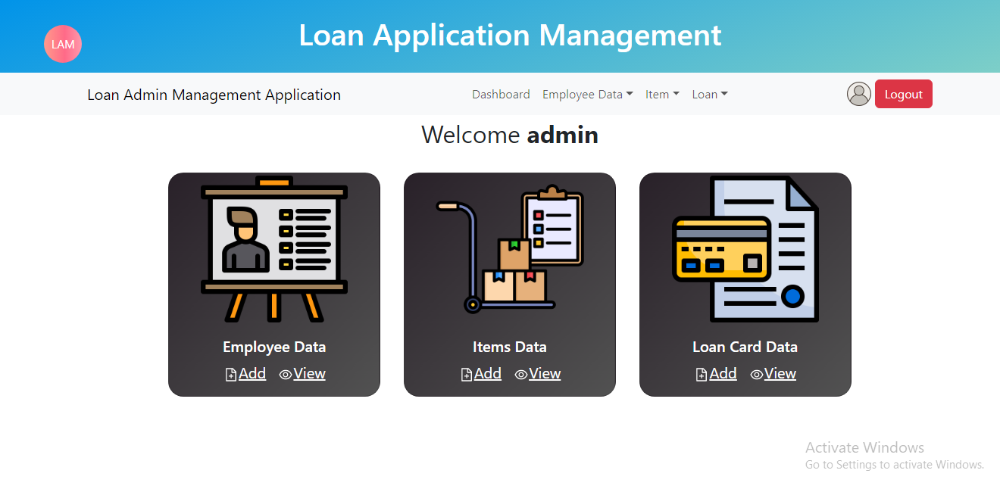 LAM
Loan Application Management
Loan Admin Management Application
Dashboard Employee Data Item Loan
Logout
Welcome admin
Employee Data
Add View
Items Data
Add View
Loan Card Data
Add View
Activate Windows
Go to Settings to activate Windows.